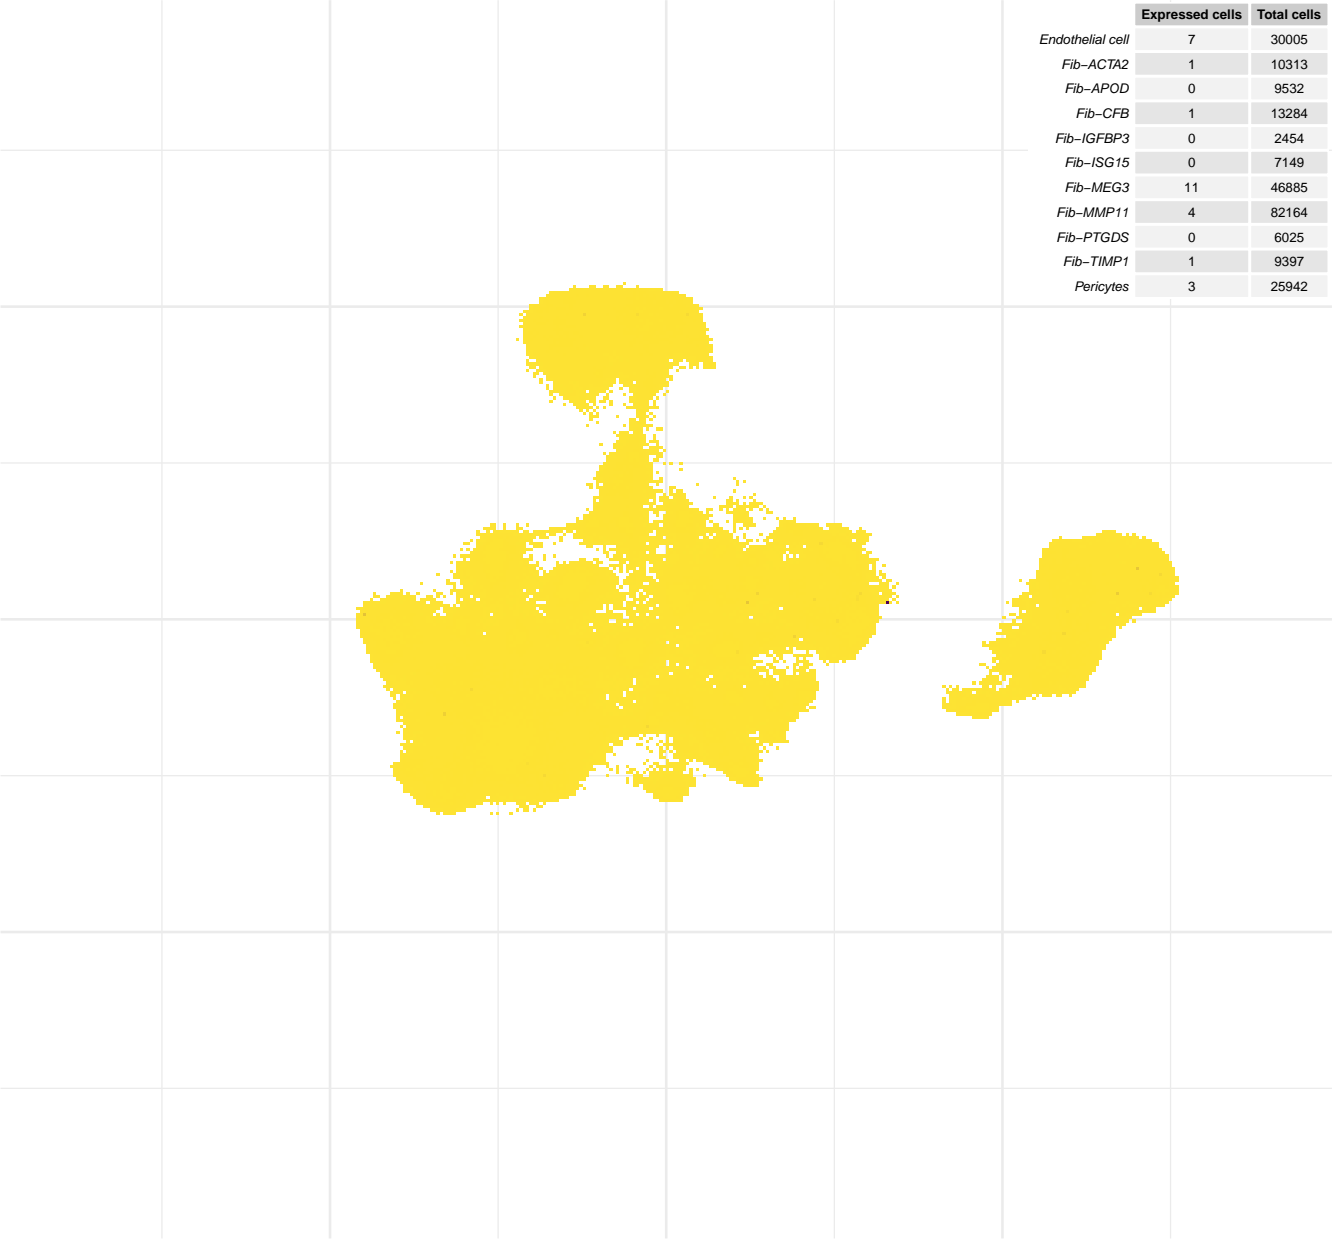 Expressed cells Total cells
Endothelial cell 7 30005
Fib−ACTA2 1 10313
Fib−APOD 0 9532
Fib−CFB 1 13284
Fib−IGFBP3 0 2454
Fib−ISG15 0 7149
Fib−MEG3 11 46885
Fib−MMP11 4 82164
Fib−PTGDS 0 6025
Fib−TIMP1 1 9397
Pericytes 3 25942